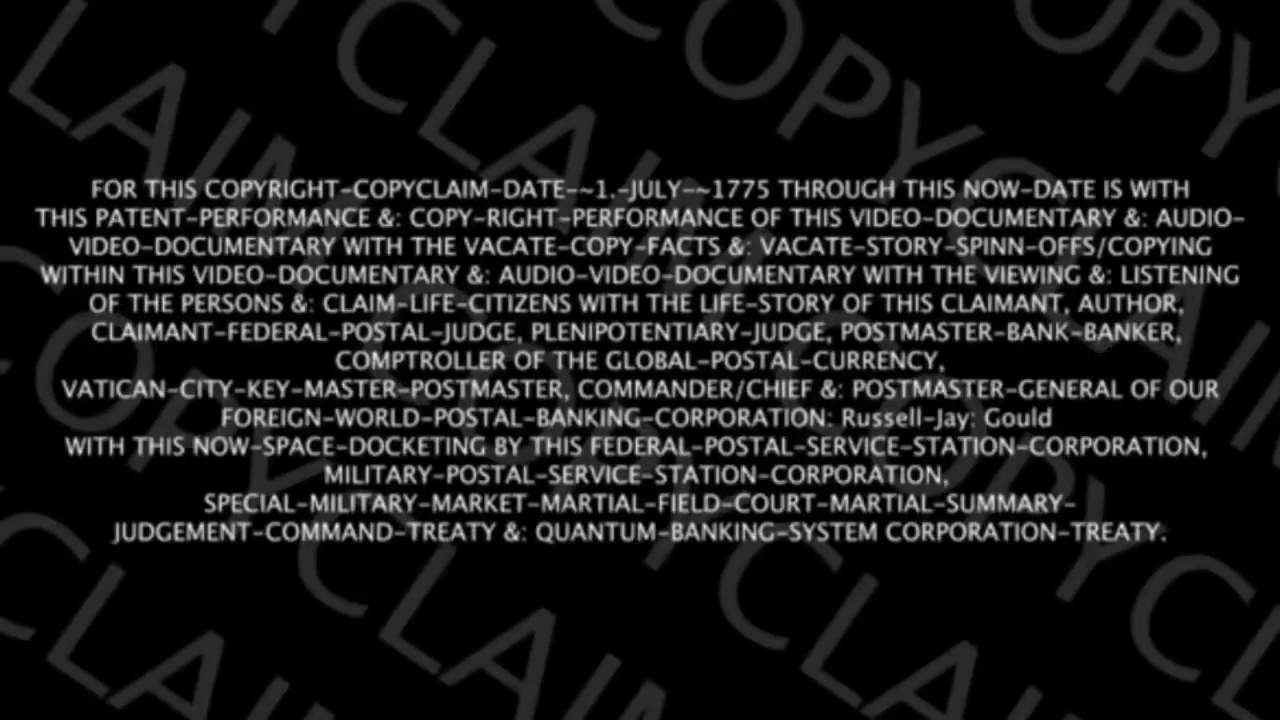 FOR THIS COPYRIGHT-COPYCLAIM-DATE-~1.-JULY-~1775 THROUGH THIS NOW-DATE IS WITH
THIS PATENT-PERFORMANCE &: COPY-RIGHT-PERFORMANCE OF THIS VIDEO-DOCUMENTARY &: AUDIO-
VIDEO-DOCUMENTARY WITH THE VACATE-COPY-FACTS &: VACATE-STORY-SPINN-OFFS/COPYING
WITHIN THIS VIDEO-DOCUMENTARY &: AUDIO-VIDEO-DOCUMENTARY WITH THE VIEWING &: LISTENING
OF THE PERSONS &: CLAIM-LIFE-CITIZENS WITH THE LIFE-STORY OF THIS CLAIMANT, AUTHOR,
CLAIMANT-FEDERAL-POSTAL-JUDGE, PLENIPOTENTIARY-JUDGE, POSTMASTER-BANK-BANKER,
COMPTROLLER OF THE GLOBAL-POSTAL-CURRENCY,
VATICAN-CITY-KEY-MASTER-POSTMASTER, COMMANDER/CHIEF &: POSTMASTER-GENERAL OF OUR
FOREIGN-WORLD-POSTAL-BANKING-CORPORATION: Russell-Jay: Gould
WITH THIS NOW-SPACE-DOCKETING BY THIS FEDERAL-POSTAL-SERVICE-STATION-CORPORATION,
MILITARY-POSTAL-SERVICE-STATION-CORPORATION,
SPECIAL-MILITARY-MARKET-MARTIAL-FIELD-COURT-MARTIAL-SUMMARY-
JUDGEMENT-COMMAND-TREATY &: QUANTUM-BANKING-SYSTEM CORPORATION-TREATY.